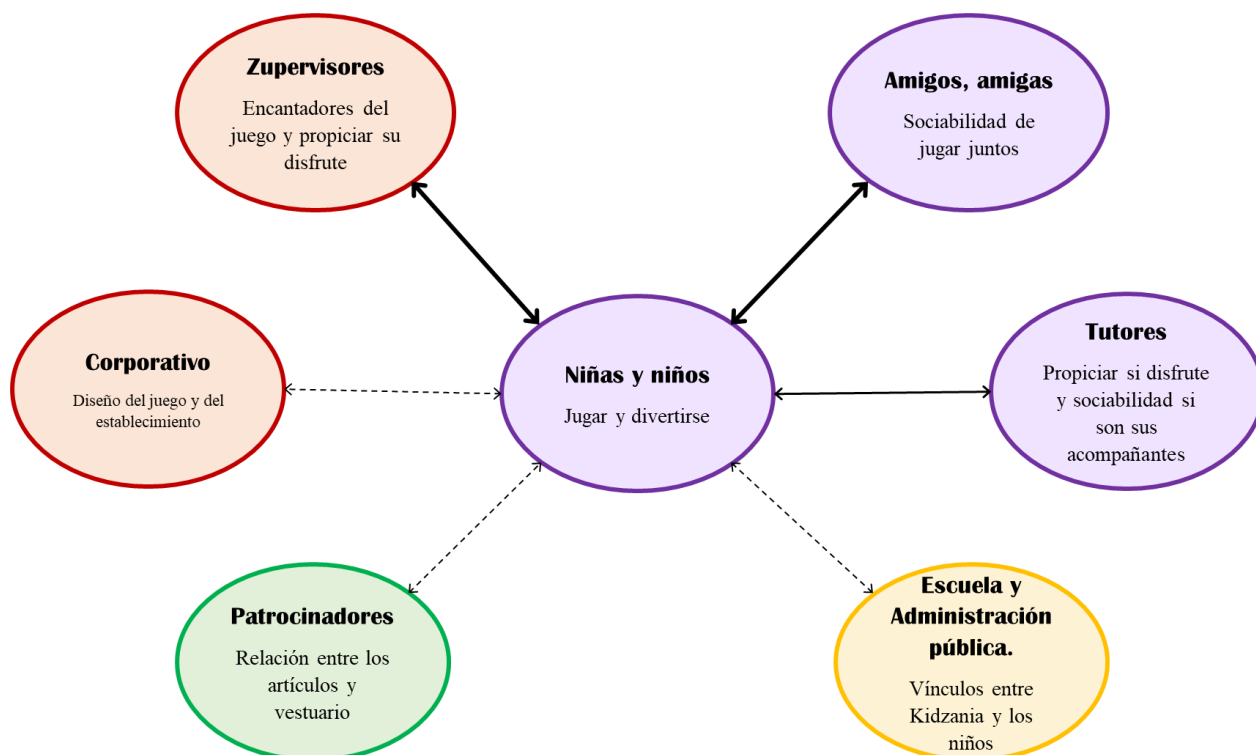 Zupervisores
Encantadores del
juego y propiciar su
disfrute
Amigos, amigas
Sociabilidad de
jugar juntos
Corporativo
Diseño del juego y del
establecimiento
Niñas y niños
Jugar y divertirse
Tutores
Propiciar si disfrute
y sociabilidad si
son sus
acompañantes
Patrocinadores
Relación entre los
artículos y
vestuario
Escuela y
Administración
pública.
Vínculos entre
Kidzania y los
niños